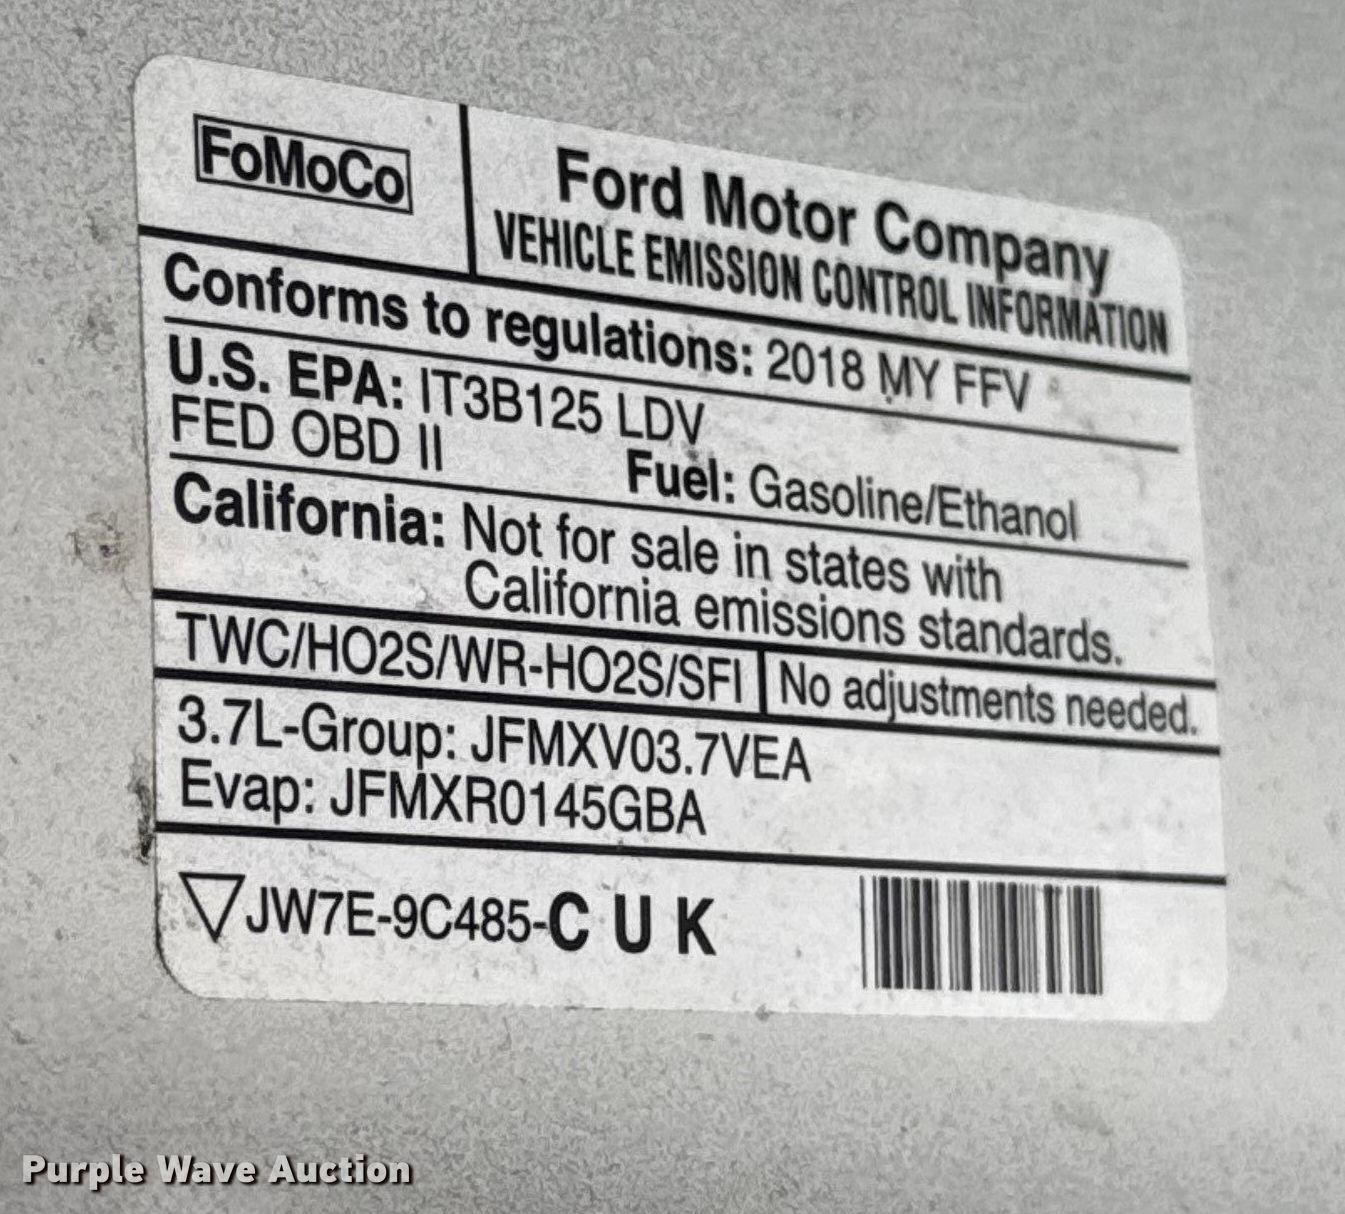 FoMoCo
Ford Motor Company
VEHICLE EMISSION CONTROL INFORMATION
Conforms to regulations: 2018 MY FFV
U.S. EPA: IT3B125 LDV
FED OBD II
Fuel: Gasoline/Ethanol
California: Not for sale in states with
California emissions standards.
TWC/HO2S/WR-HO2S/SFI
No adjustments needed.
3.7L-Group: JFMXV03.7VEA
Evap: JFMXR0145GBA
JW7E-9C485-C U K
Purple Wave Auction